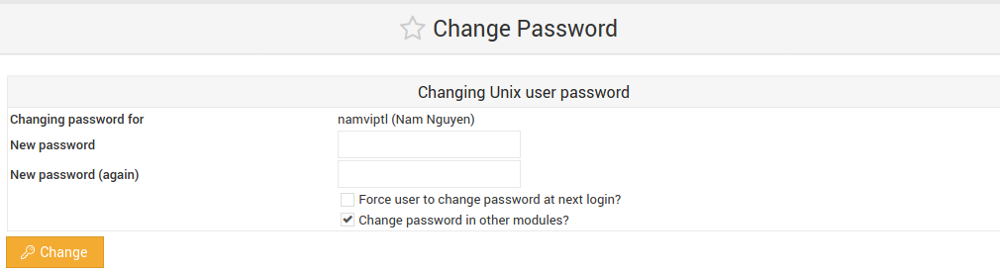 Change Password
Changing Unix user password
Changing password for namviptl (Nam Nguyen)
New password
New password (again)
Force user to change password at next login?
Change password in other modules?
Change